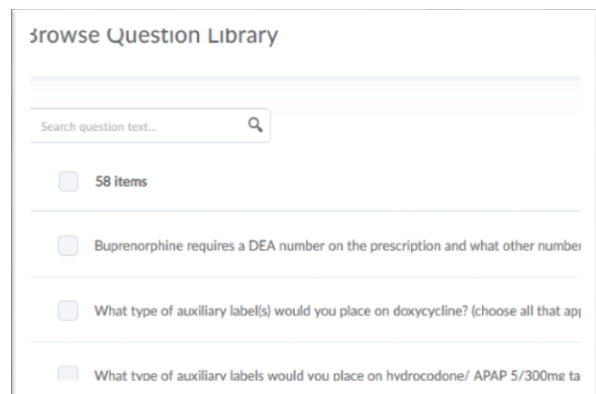 Browse Question Library
Search question text...
58 items
Buprenorphine requires a DEA number on the prescription and what other number
What type of auxiliary label(s) would you place on doxycycline? (choose all that app
What type of auxiliary labels would you place on hydrocodone/ APAP 5/300mg ta